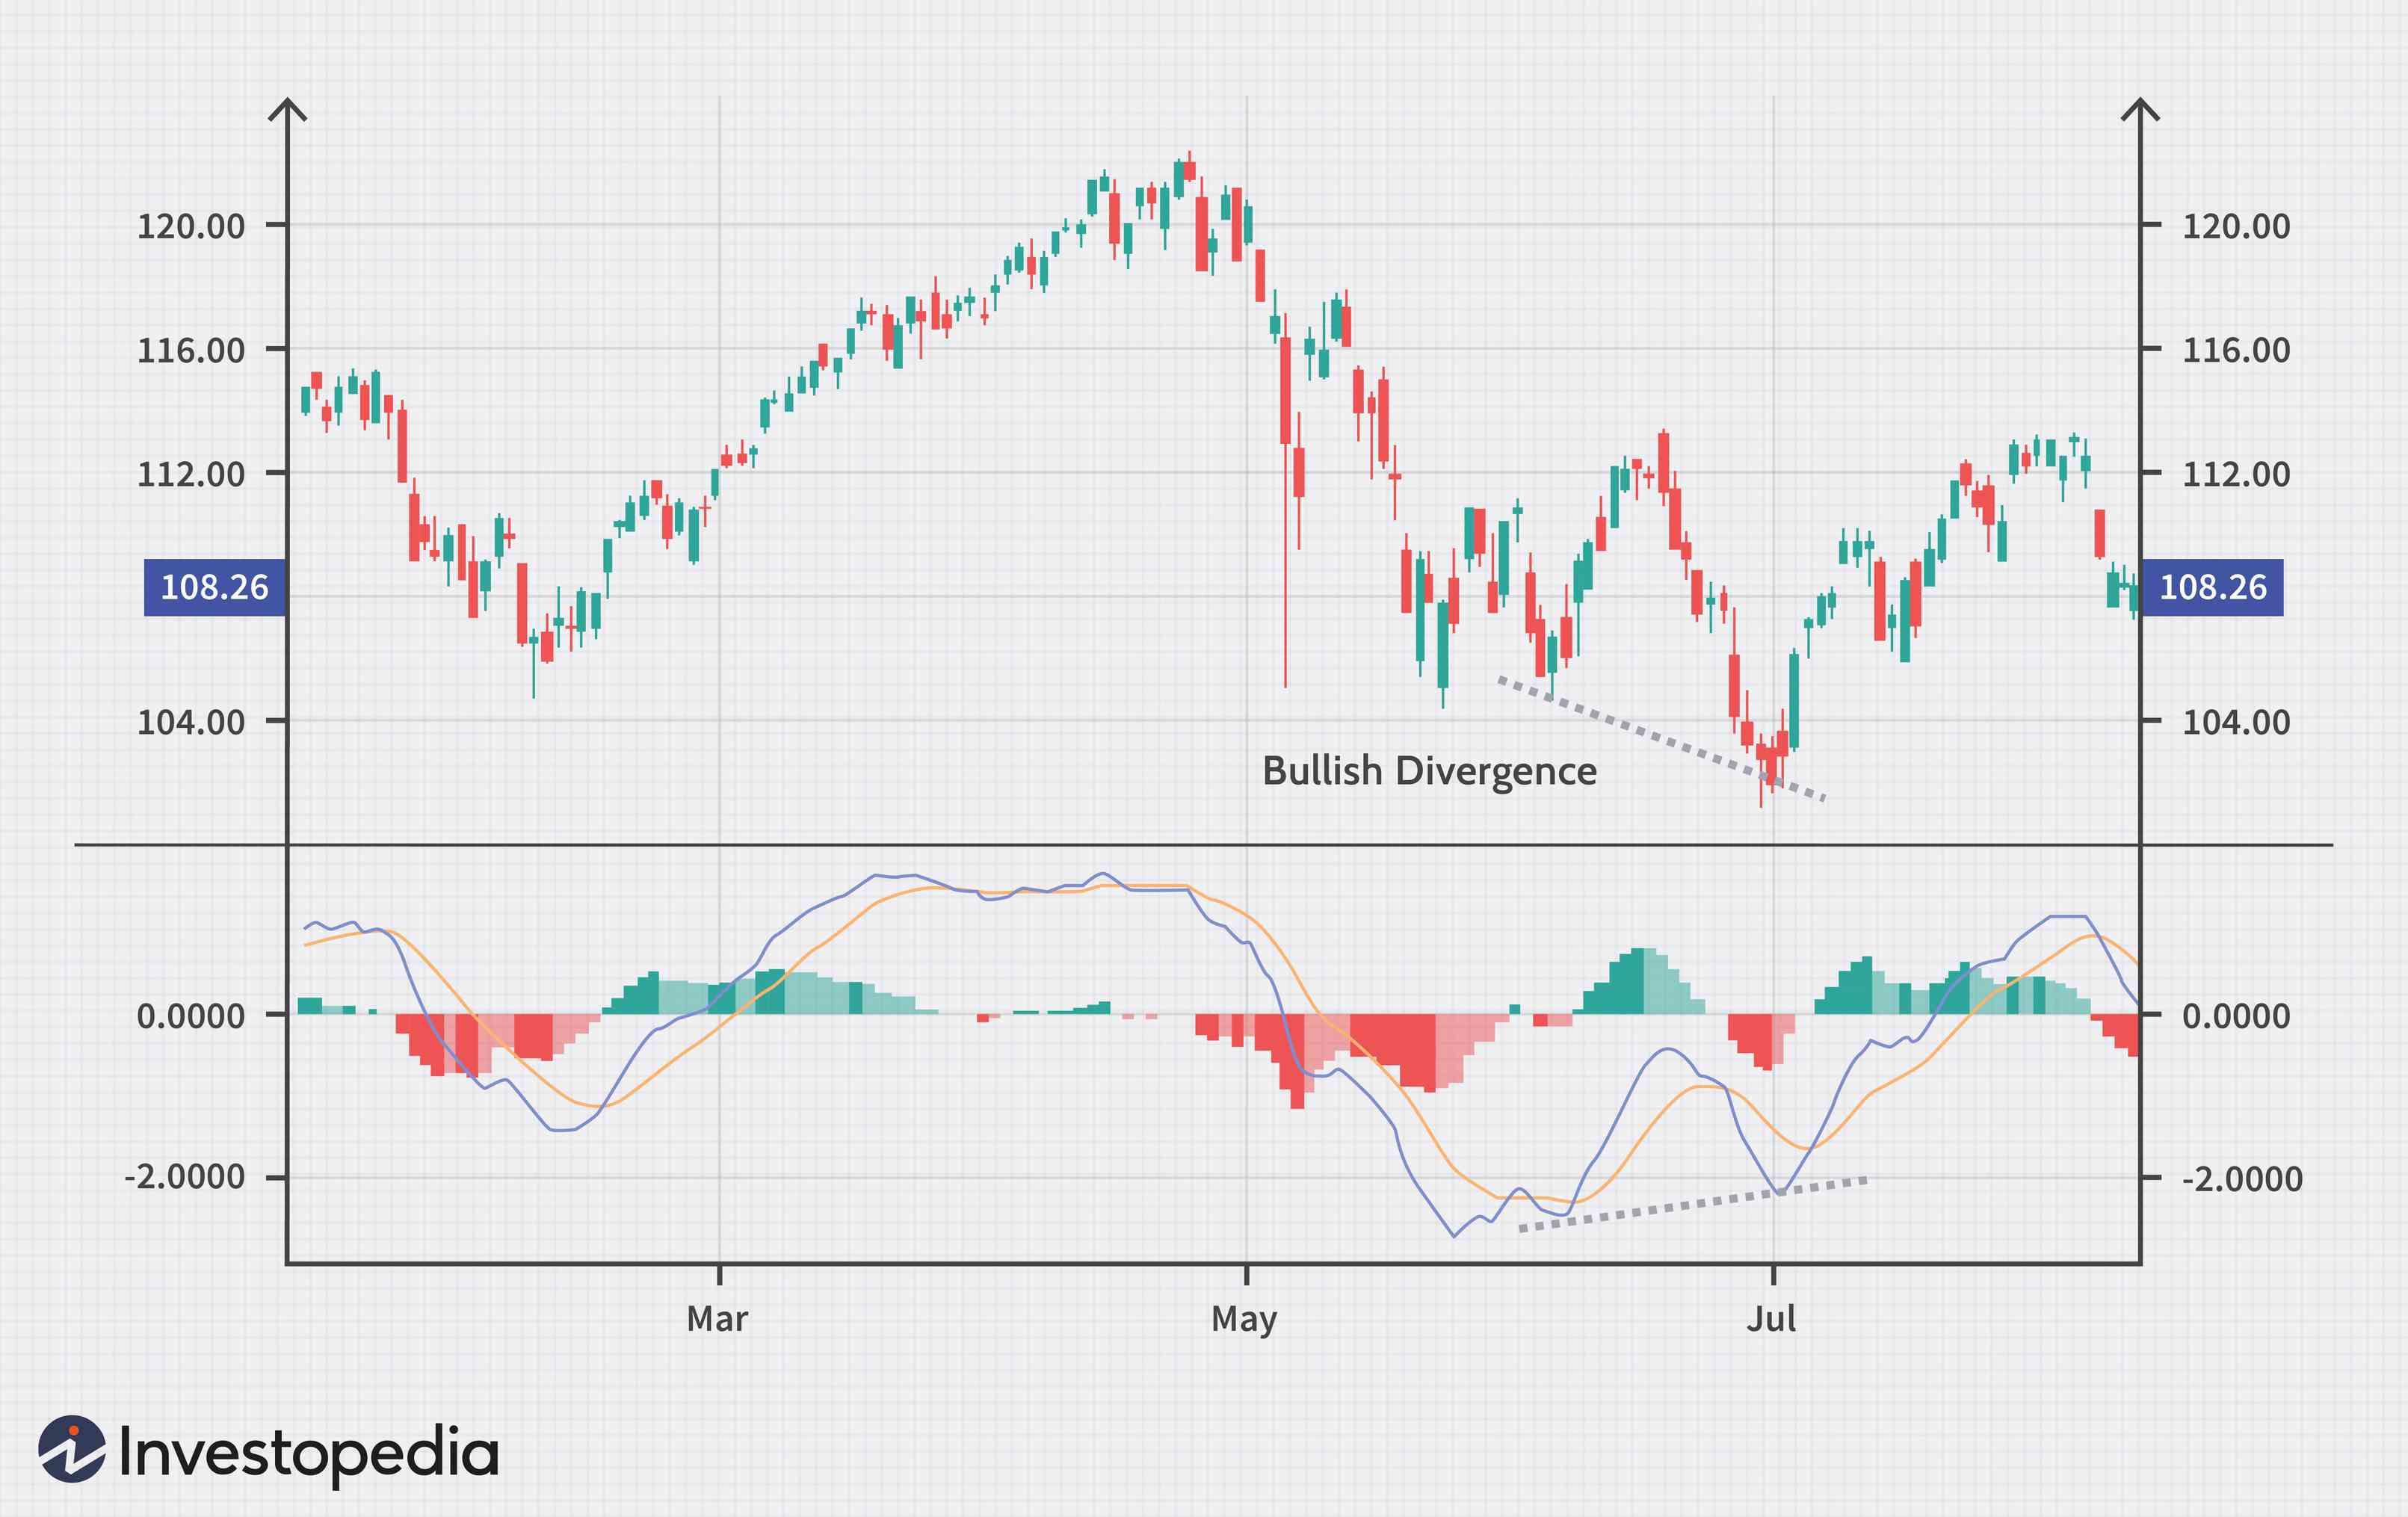 120.00 120.00
116.00 116.00
112.00 112.00
108.26 108.26
104.00 104.00
Bullish Divergence
0.0000 0.0000
-2.0000 -2.0000
Mar May Jul
Investopedia